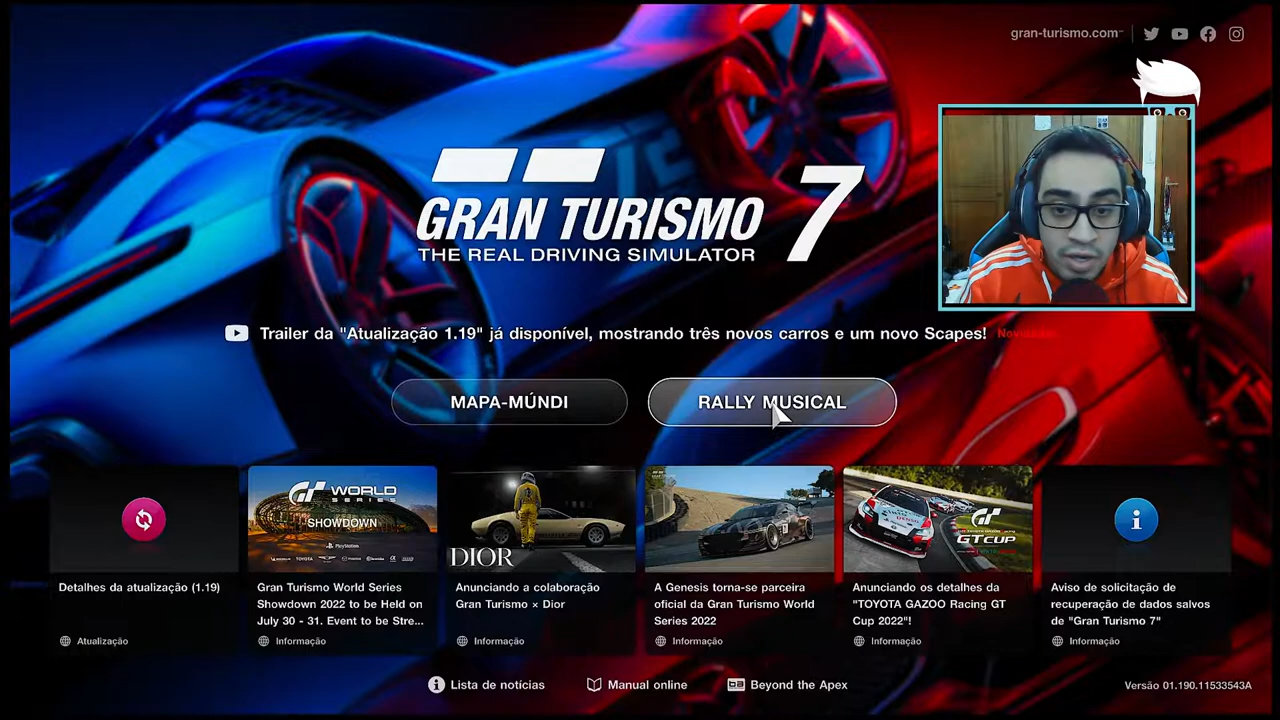 gran-turismo.com
GRAN TURISMO 7
THE REAL DRIVING SIMULATOR
Trailer da "Atualização 1.19" já disponível, mostrando três novos carros e um novo Scapes!
MAPA-MÚNDI
RALLY MUSICAL
Detalhes da atualização (1.19)
Atualização
GT WORLD
SERIES
SHOWDOWN
PlayStation
Gran Turismo World Series
Showdown 2022 to be Held on
July 30 - 31. Event to be Stre...
Informação
DIOR
Anunciando a colaboração
Gran Turismo × Dior
Informação
A Genesis torna-se parceira
oficial da Gran Turismo World
Series 2022
Informação
GT CUP
Anunciando os detalhes da
"TOYOTA GAZOO Racing GT
Cup 2022"!
Informação
Aviso de solicitação de
recuperação de dados salvos
de "Gran Turismo 7"
Informação
Lista de notícias
Manual online
Beyond the Apex
Versão 01.190.11533543A